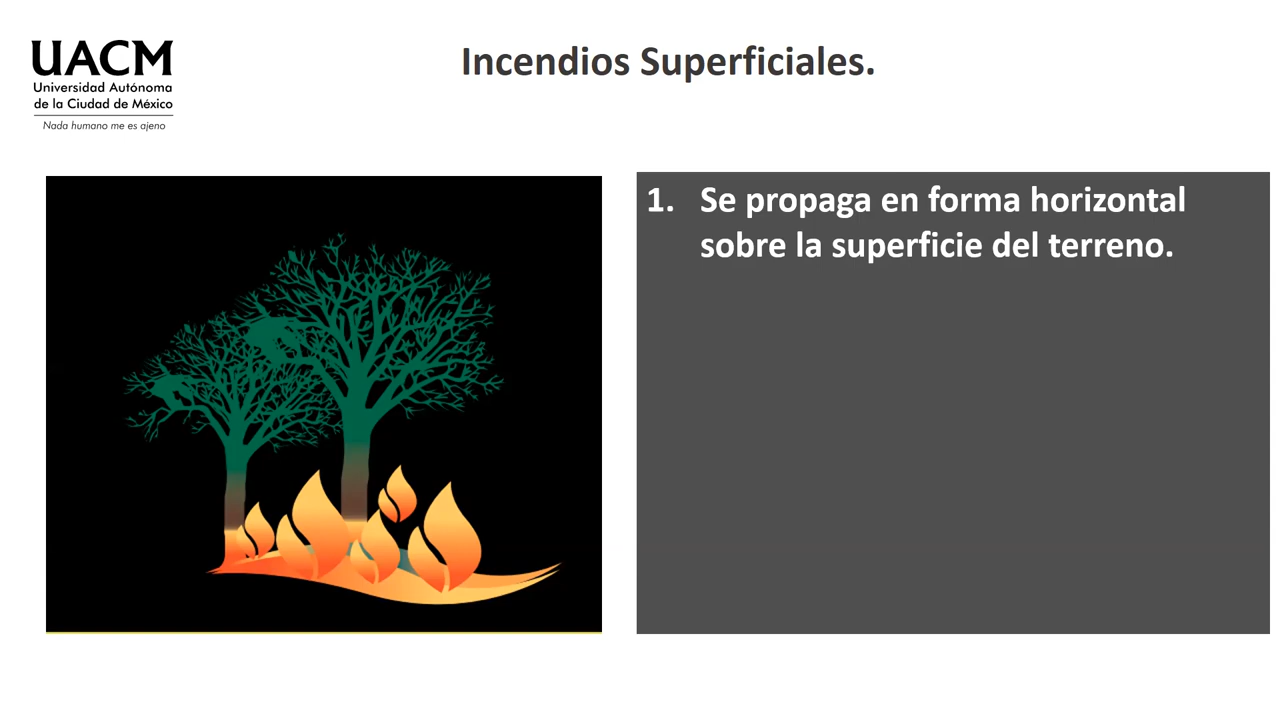 UACM
Universidad Autónoma
de la Ciudad de México
Nada humano me es ajeno
Incendios Superficiales.
1. Se propaga en forma horizontal
sobre la superficie del terreno.